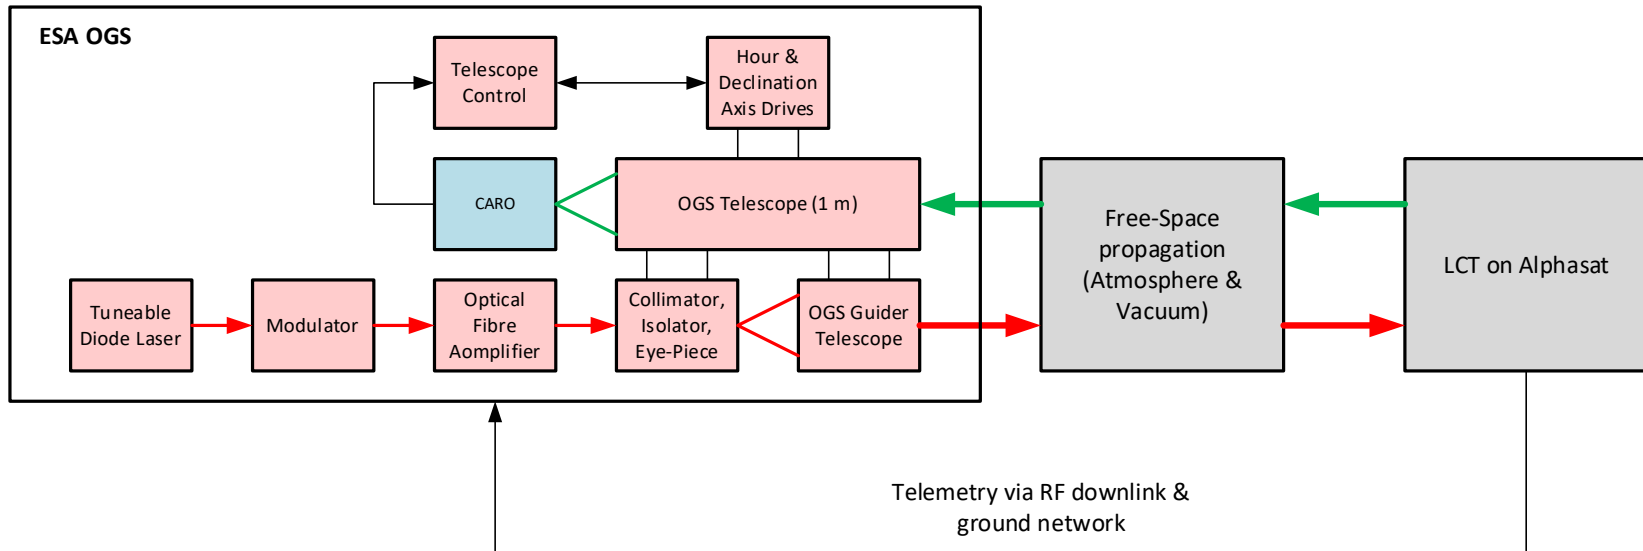 ESA OGS
Telescope
Control
Hour &
Declination
Axis Drives
CARO
OGS Telescope (1 m)
Free-Space
propagation
(Atmosphere &
Vacuum)
LCT on Alphasat
Tuneable
Diode Laser
Modulator
Optical
Fibre
Aomplifier
Collimator,
Isolator,
Eye-Piece
OGS Guider
Telescope
Telemetry via RF downlink &
ground network